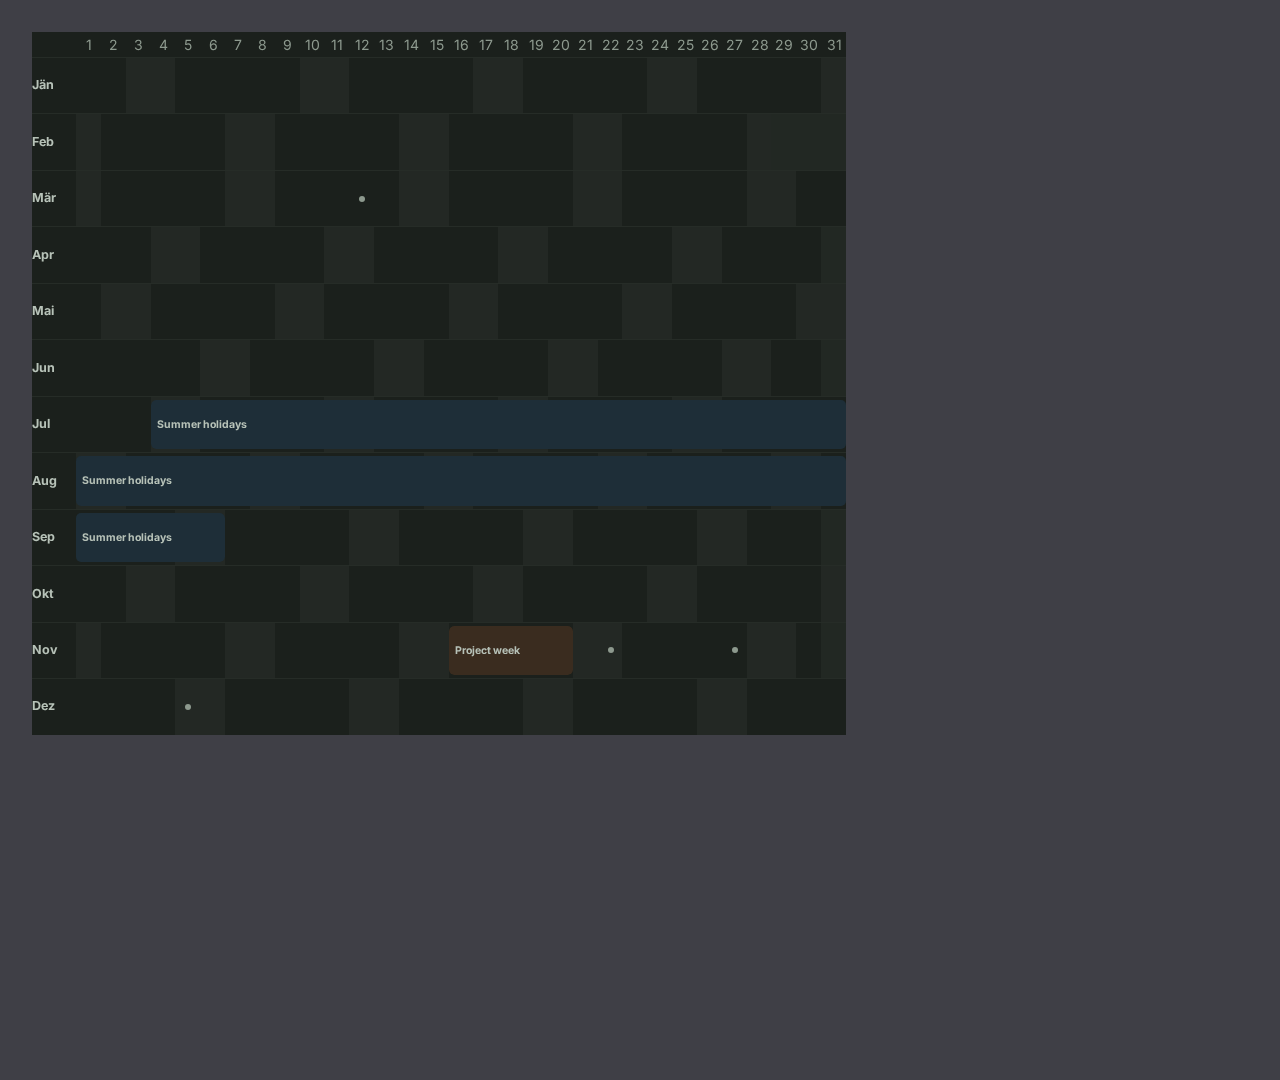 1 2 3 4 5 6 7 8 9 10 11 12 13 14 15 16 17 18 19 20 21 22 23 24 25 26 27 28 29 30 31
Jän
Feb
Mär
Apr
Mai
Jun
Jul Summer holidays
Aug Summer holidays
Sep Summer holidays
Okt
Nov Project week
Dez